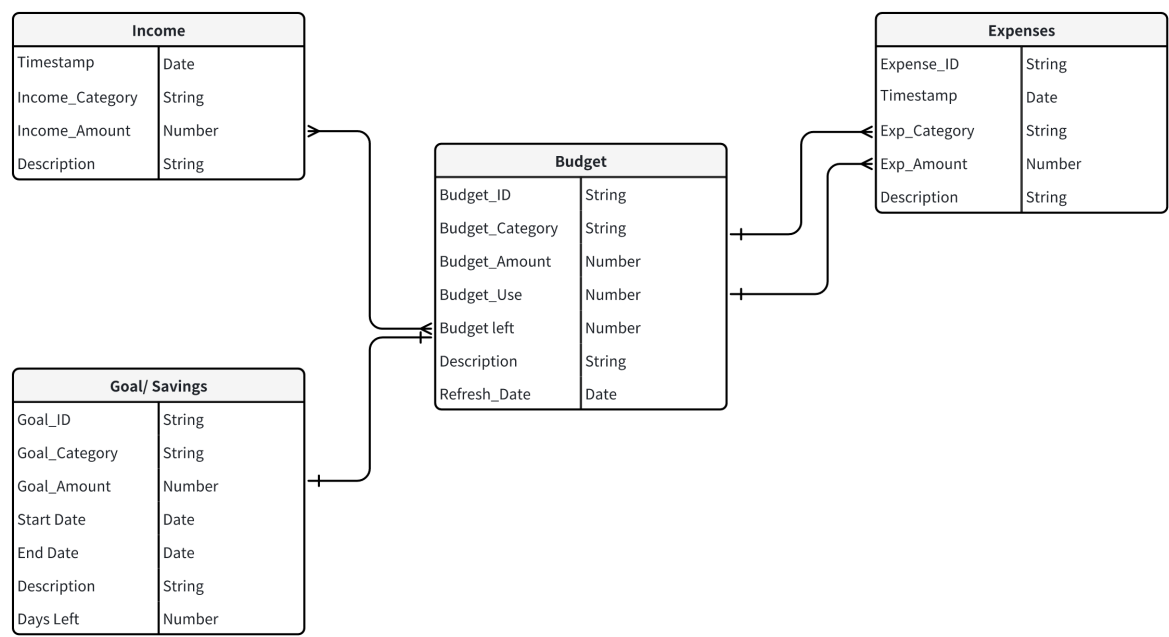 Income
Timestamp Date
Income_Category String
Income_Amount Number
Description String
Expenses
Expense_ID String
Timestamp Date
Exp_Category String
Exp_Amount Number
Description String
Budget
Budget_ID String
Budget_Category String
Budget_Amount Number
Budget_Use Number
Budget left Number
Description String
Refresh_Date Date
Goal/ Savings
Goal_ID String
Goal_Category String
Goal_Amount Number
Start Date Date
End Date Date
Description String
Days Left Number